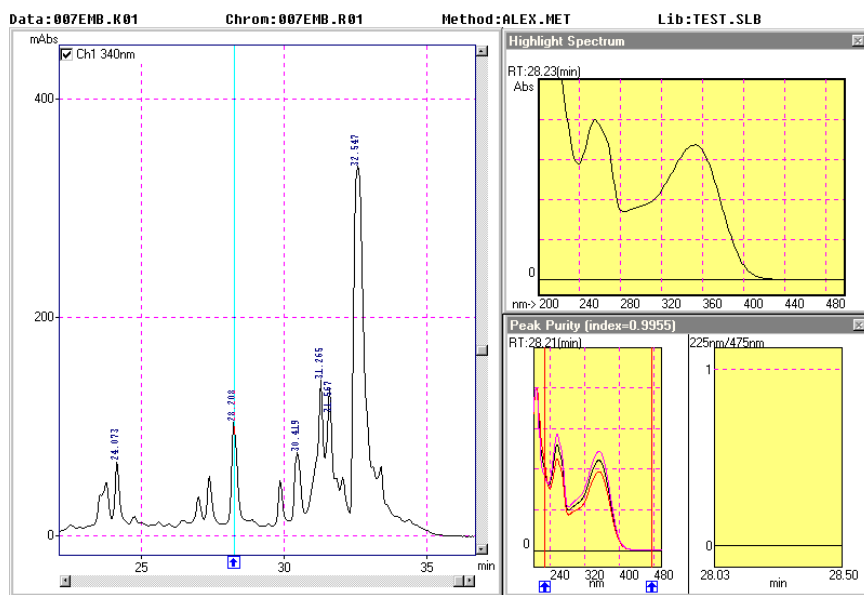 Data:007EMB.K01 Chrom:007EMB.R01 Method:ALEX.MET Lib:TEST.SLB
mAbs
Ch1 340nm
400
200
0
24.073
28.208
30.419
31.265
31.567
32.547
25 30 35 min
Highlight Spectrum
RT:28.23(min)
Abs
0
nm-> 200 240 280 320 360 400 440 480
Peak Purity (index=0.9955)
RT:28.21(min)
0
240 320 400 480
nm
225nm/475nm
1
0
28.03 min 28.50